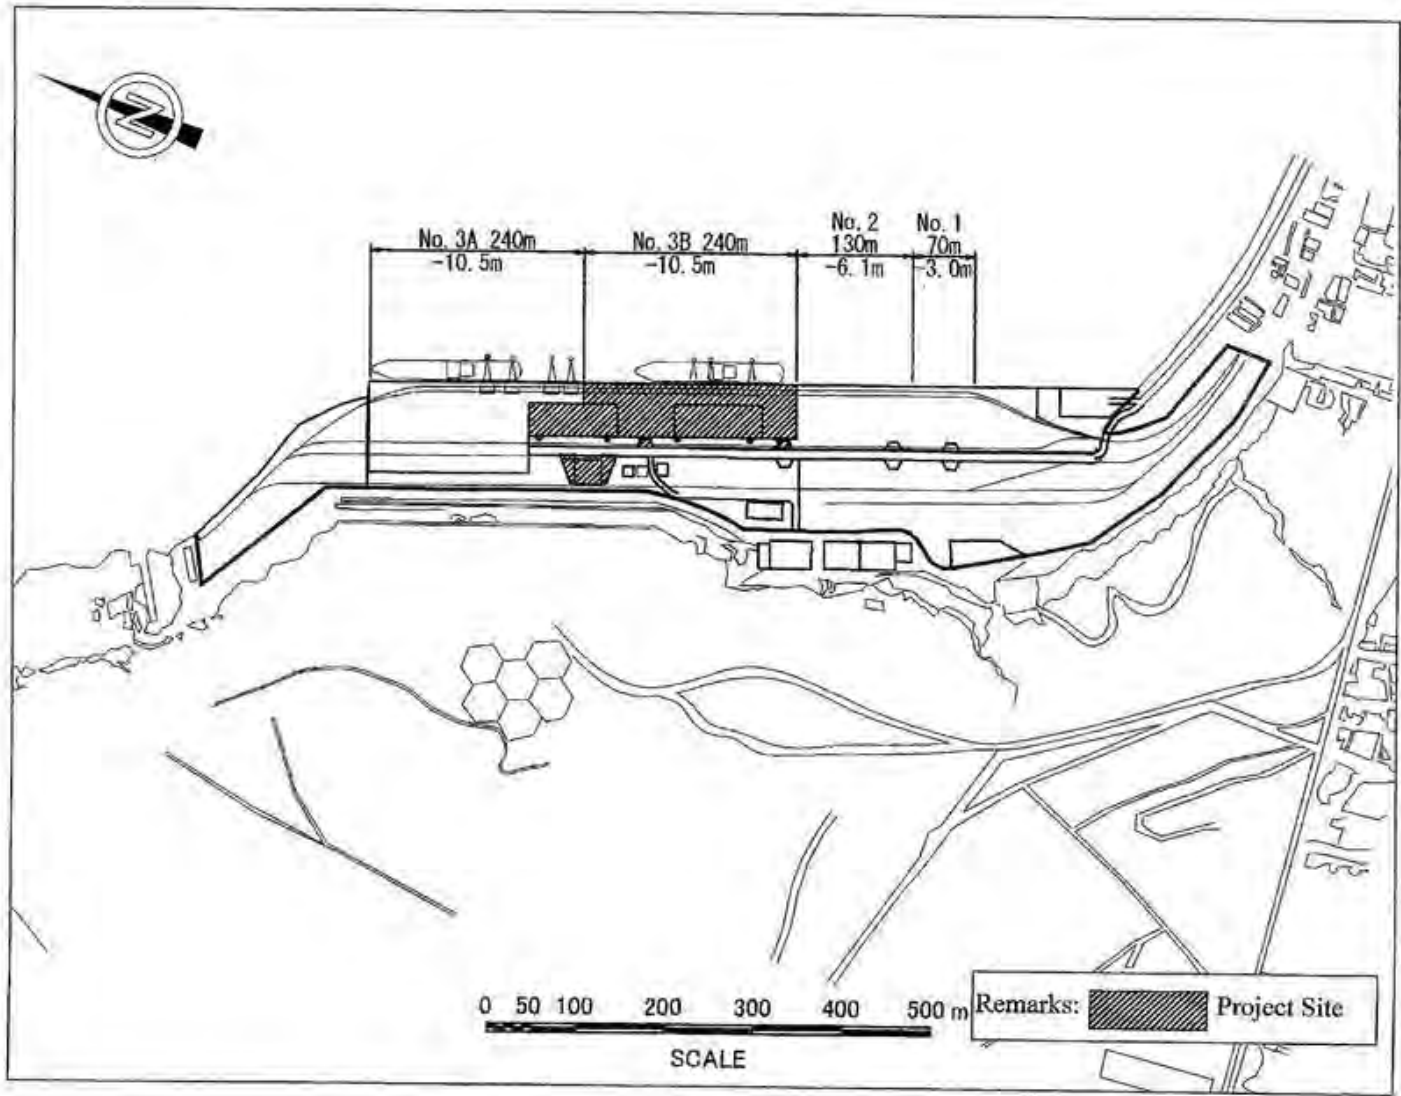 N
No. 3A 240m
-10.5m
No. 3B 240m
-10.5m
No. 2
130m
-6.1m
No. 1
70m
-3.0m
0 50 100 200 300 400 500 m
SCALE
Remarks:
Project Site